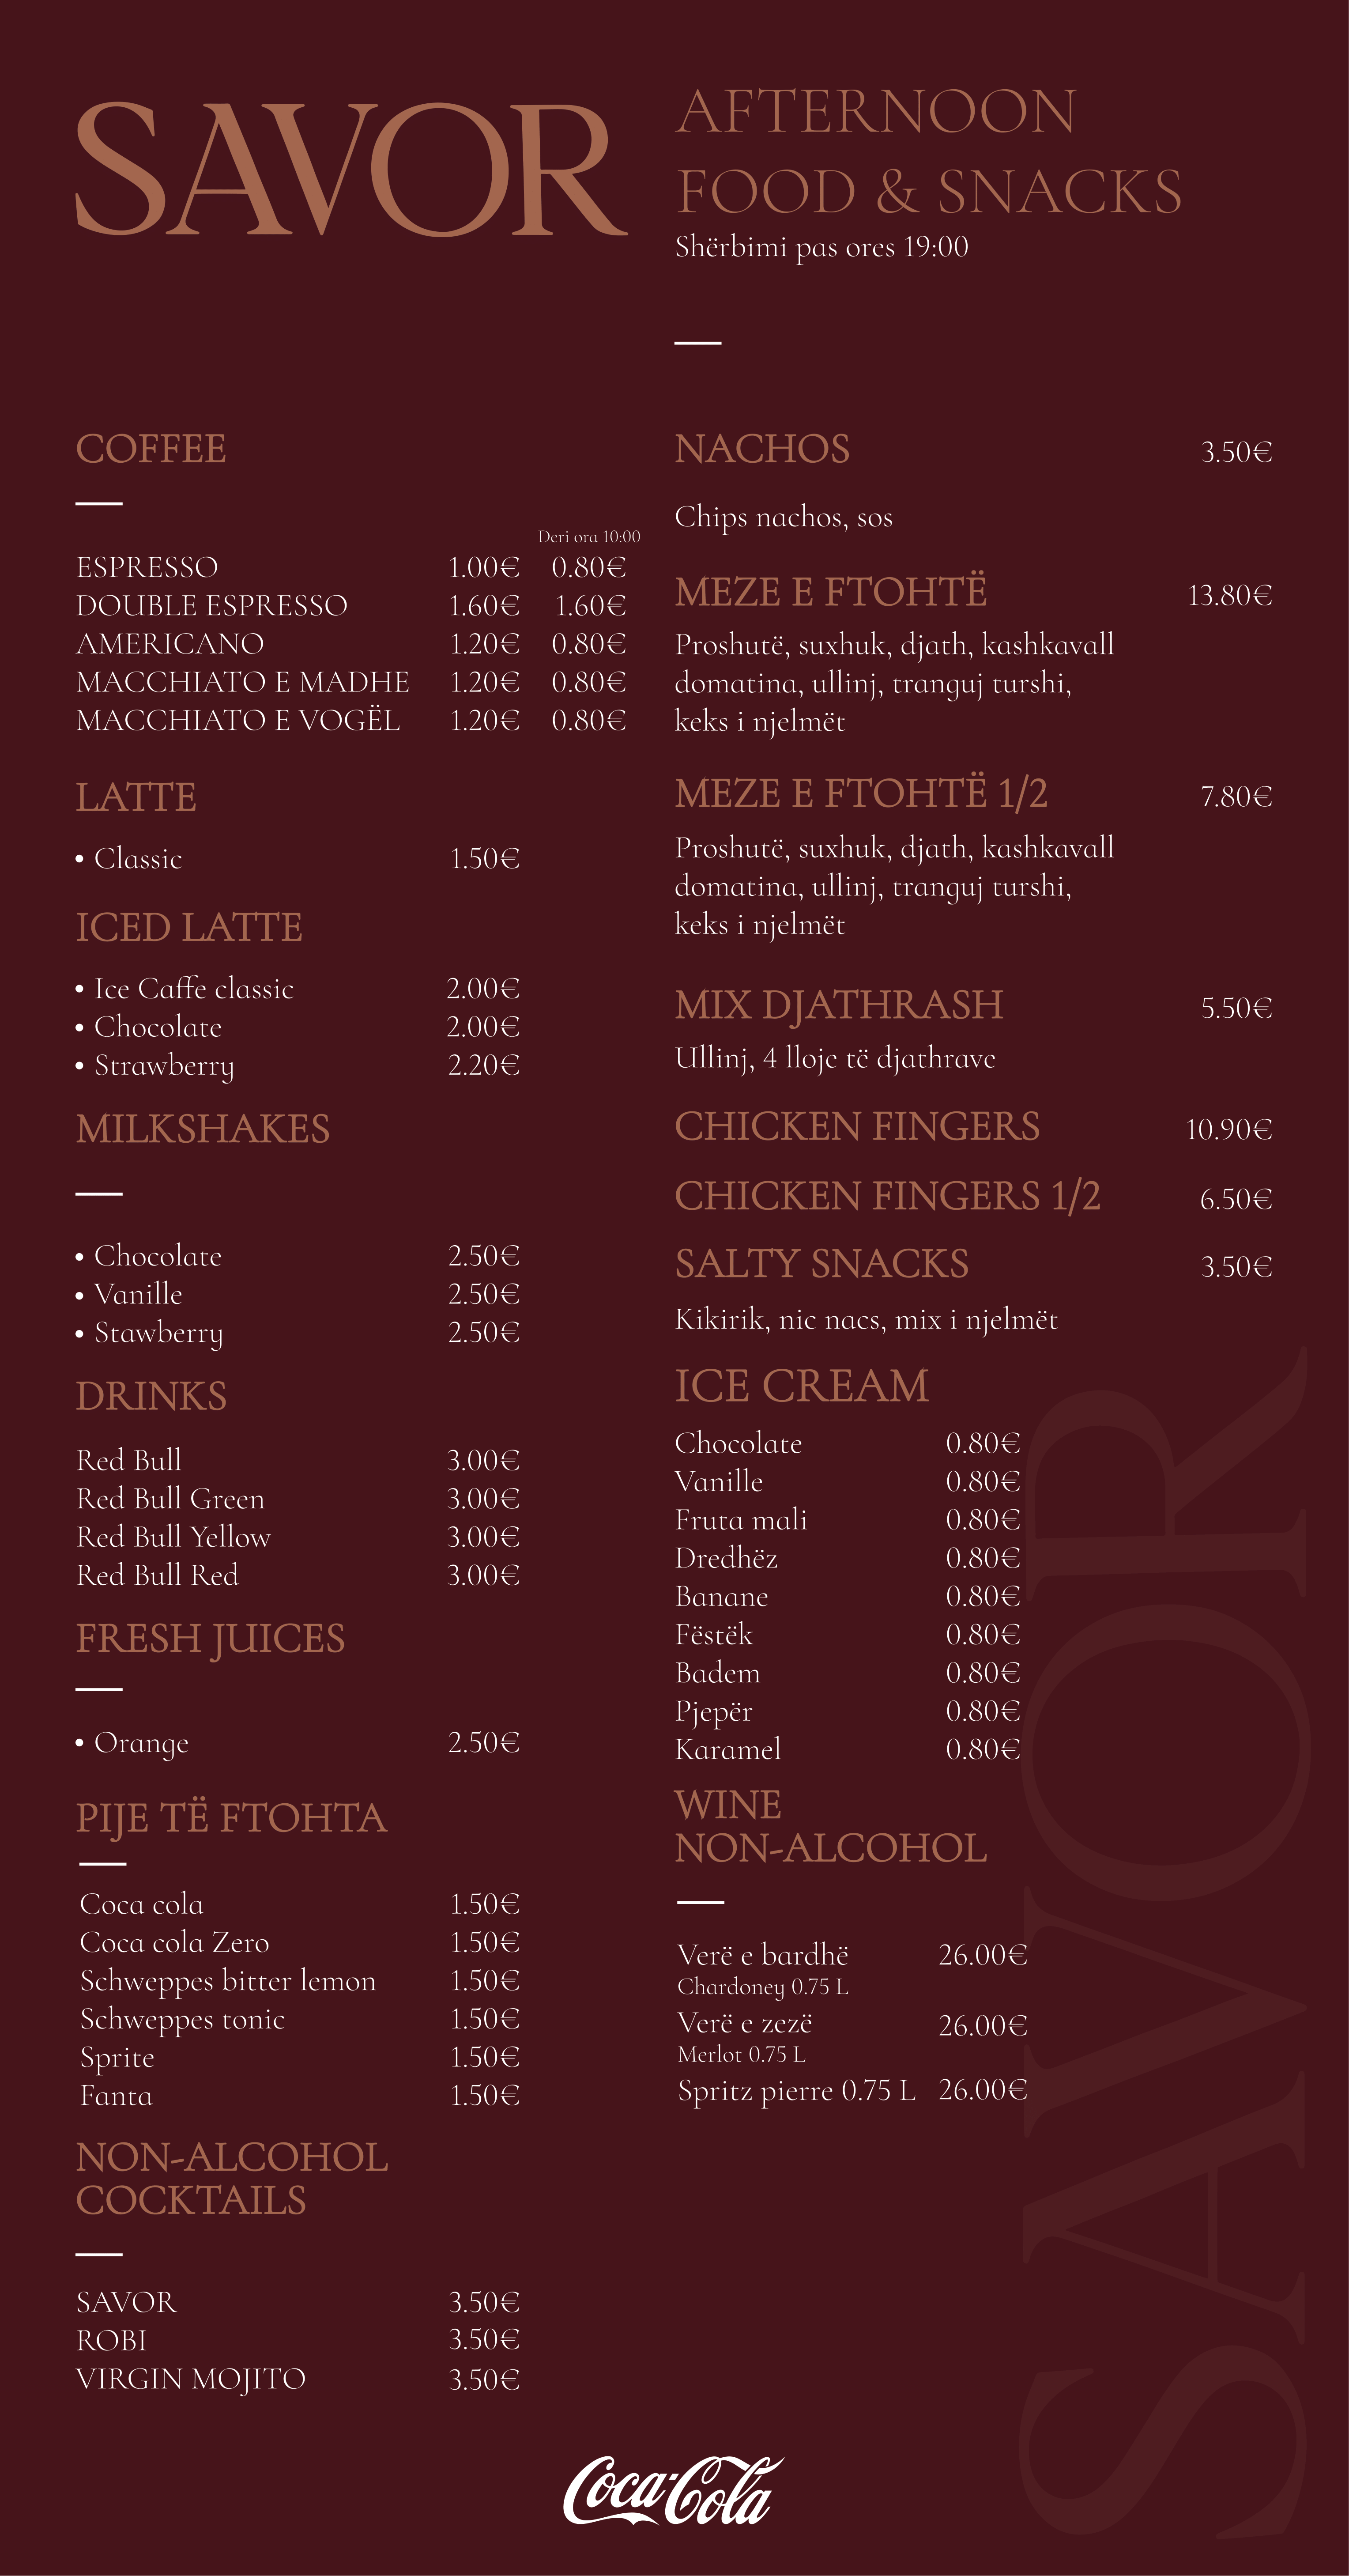 SAVOR
AFTERNOON
FOOD & SNACKS
Shërbimi pas ores 19:00
COFFEE
Deri ora 10:00
ESPRESSO 1.00€ 0.80€
DOUBLE ESPRESSO 1.60€ 1.60€
AMERICANO 1.20€ 0.80€
MACCHIATO E MADHE 1.20€ 0.80€
MACCHIATO E VOGËL 1.20€ 0.80€
LATTE
• Classic 1.50€
ICED LATTE
• Ice Caffe classic 2.00€
• Chocolate 2.00€
• Strawberry 2.20€
MILKSHAKES
• Chocolate 2.50€
• Vanille 2.50€
• Stawberry 2.50€
DRINKS
Red Bull 3.00€
Red Bull Green 3.00€
Red Bull Yellow 3.00€
Red Bull Red 3.00€
FRESH JUICES
• Orange 2.50€
PIJE TË FTOHTA
Coca cola 1.50€
Coca cola Zero 1.50€
Schweppes bitter lemon 1.50€
Schweppes tonic 1.50€
Sprite 1.50€
Fanta 1.50€
NON-ALCOHOL
COCKTAILS
SAVOR 3.50€
ROBI 3.50€
VIRGIN MOJITO 3.50€
NACHOS 3.50€
Chips nachos, sos
MEZE E FTOHTË 13.80€
Proshutë, suxhuk, djath, kashkavall
domatina, ullinj, tranguj turshi,
keks i njelmët
MEZE E FTOHTË 1/2 7.80€
Proshutë, suxhuk, djath, kashkavall
domatina, ullinj, tranguj turshi,
keks i njelmët
MIX DJATHRASH 5.50€
Ullinj, 4 lloje të djathrave
CHICKEN FINGERS 10.90€
CHICKEN FINGERS 1/2 6.50€
SALTY SNACKS 3.50€
Kikirik, nic nacs, mix i njelmët
ICE CREAM
Chocolate 0.80€
Vanille 0.80€
Fruta mali 0.80€
Dredhëz 0.80€
Banane 0.80€
Fëstëk 0.80€
Badem 0.80€
Pjepër 0.80€
Karamel 0.80€
WINE
NON-ALCOHOL
Verë e bardhë 26.00€
Chardoney 0.75 L
Verë e zezë 26.00€
Merlot 0.75 L
Spritz pierre 0.75 L 26.00€
SAVOR
Coca-Cola